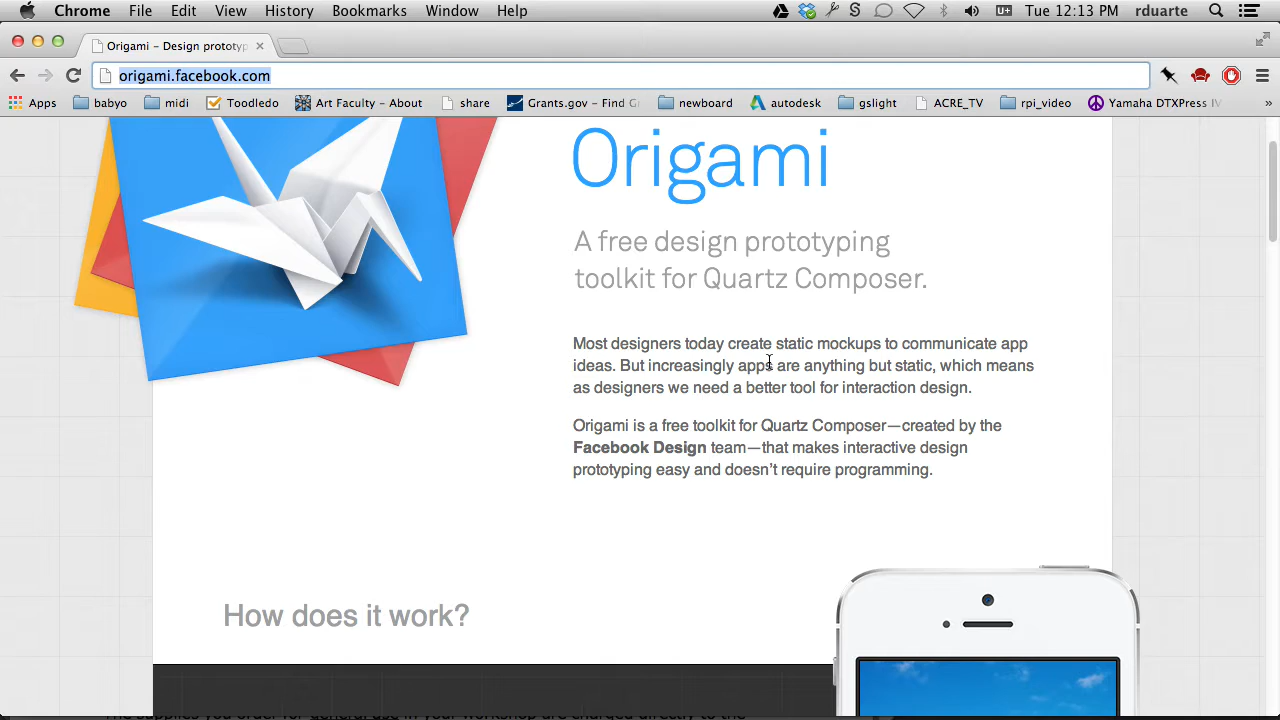 Chrome File Edit View History Bookmarks Window Help Tue 12:13 PM rduarte
Origami – Design prototyp
origami.facebook.com
Apps babyo midi Toodledo Art Faculty - About share Grants.gov - Find G newboard autodesk gslight ACRE_TV rpi_video Yamaha DTXPress IV »
Origami
A free design prototyping
toolkit for Quartz Composer.
Most designers today create static mockups to communicate app
ideas. But increasingly apps are anything but static, which means
as designers we need a better tool for interaction design.
Origami is a free toolkit for Quartz Composer—created by the
Facebook Design team—that makes interactive design
prototyping easy and doesn't require programming.
How does it work?